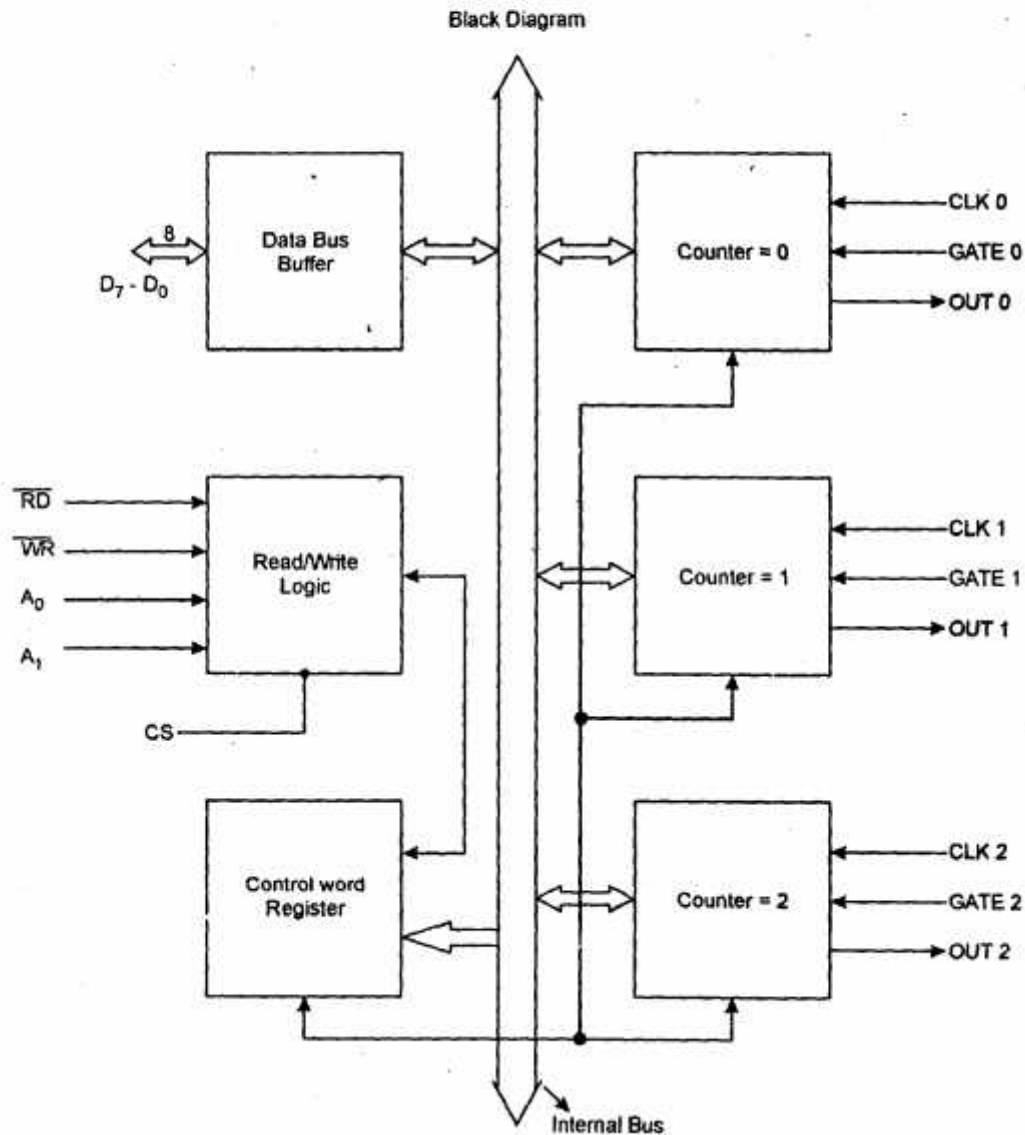 Black Diagram
8
D7 - D0
Data Bus
Buffer
Counter = 0
CLK 0
GATE 0
OUT 0
RD
WR
A0
A1
Read/Write
Logic
CS
Counter = 1
CLK 1
GATE 1
OUT 1
Control word
Register
Counter = 2
CLK 2
GATE 2
OUT 2
Internal Bus